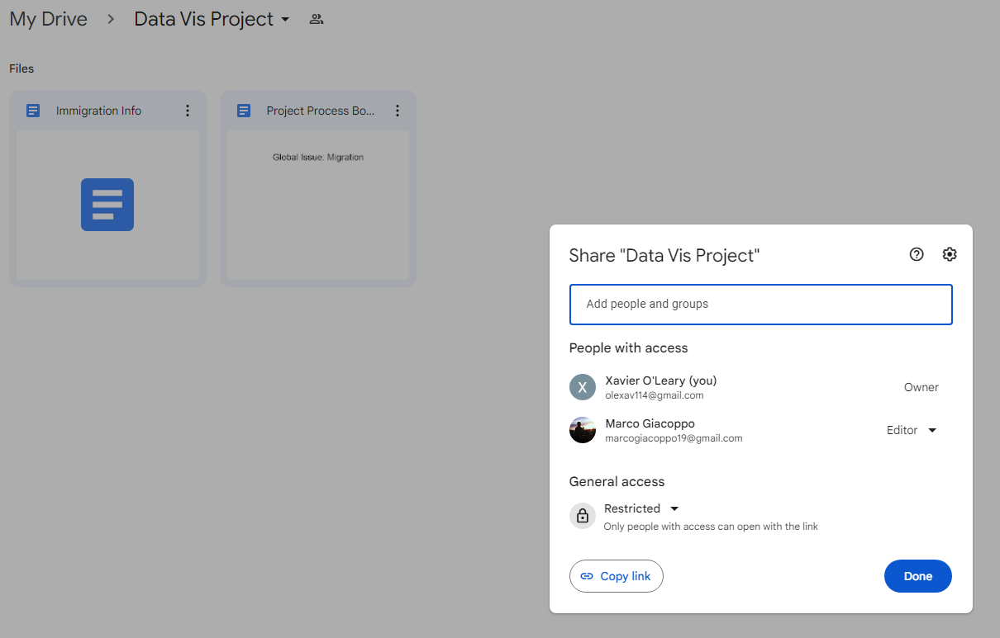 My Drive > Data Vis Project
Files
Immigration Info
Project Process Bo...
Global Issue: Migration
Share "Data Vis Project"
Add people and groups
People with access
X
Xavier O'Leary (you)
olexav114@gmail.com
Owner
Marco Giacoppo
marcogiacoppo19@gmail.com
Editor
General access
Restricted
Only people with access can open with the link
Copy link
Done